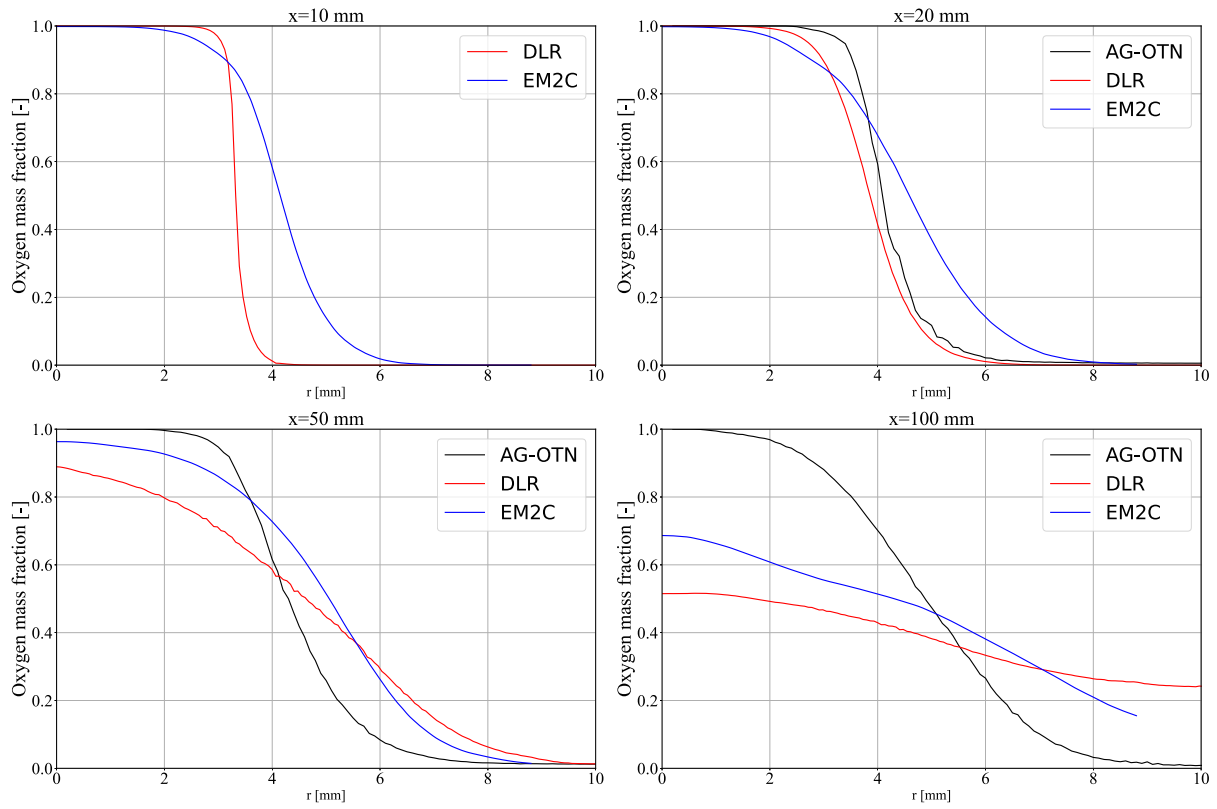 x=10 mm
Oxygen mass fraction [-]
1.0
0.8
0.6
0.4
0.2
0.0
DLR
EM2C
0 2 4 6 8 10
r [mm]
x=20 mm
Oxygen mass fraction [-]
1.0
0.8
0.6
0.4
0.2
0.0
AG-OTN
DLR
EM2C
0 2 4 6 8 10
r [mm]
x=50 mm
Oxygen mass fraction [-]
1.0
0.8
0.6
0.4
0.2
0.0
AG-OTN
DLR
EM2C
0 2 4 6 8 10
r [mm]
x=100 mm
Oxygen mass fraction [-]
1.0
0.8
0.6
0.4
0.2
0.0
AG-OTN
DLR
EM2C
0 2 4 6 8 10
r [mm]